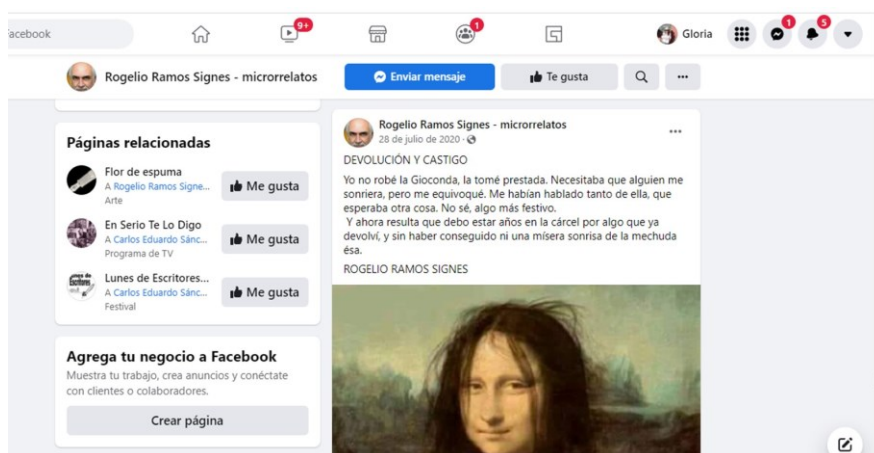 acebook
9+
1
Gloria
1
5
Rogelio Ramos Signes - microrrelatos
Enviar mensaje
Te gusta
Páginas relacionadas
Flor de espuma
A Rogelio Ramos Signe...
Arte
Me gusta
En Serio Te Lo Digo
A Carlos Eduardo Sánc...
Programa de TV
Me gusta
Lunes de Escritores...
A Carlos Eduardo Sánc...
Festival
Me gusta
Agrega tu negocio a Facebook
Muestra tu trabajo, crea anuncios y conéctate
con clientes o colaboradores.
Crear página
Rogelio Ramos Signes - microrrelatos
28 de julio de 2020 ·
DEVOLUCIÓN Y CASTIGO
Yo no robé la Gioconda, la tomé prestada. Necesitaba que alguien me
sonriera, pero me equivoqué. Me habían hablado tanto de ella, que
esperaba otra cosa. No sé, algo más festivo.
Y ahora resulta que debo estar años en la cárcel por algo que ya
devolví, y sin haber conseguido ni una mísera sonrisa de la mechuda
ésa.
ROGELIO RAMOS SIGNES